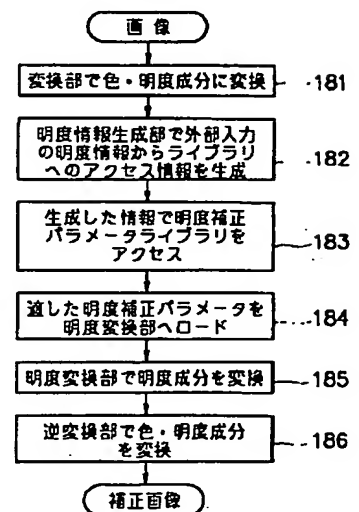 画像
変換部で色・明度成分に変換
181
明度情報生成部で外部入力
の明度情報からライブラリ
へのアクセス情報を生成
182
生成した情報で明度補正
パラメータライブラリを
アクセス
183
適した明度補正パラメータを
明度変換部へロード
184
明度変換部で明度成分を変換
185
逆変換部で色・明度成分
を変換
186
補正画像